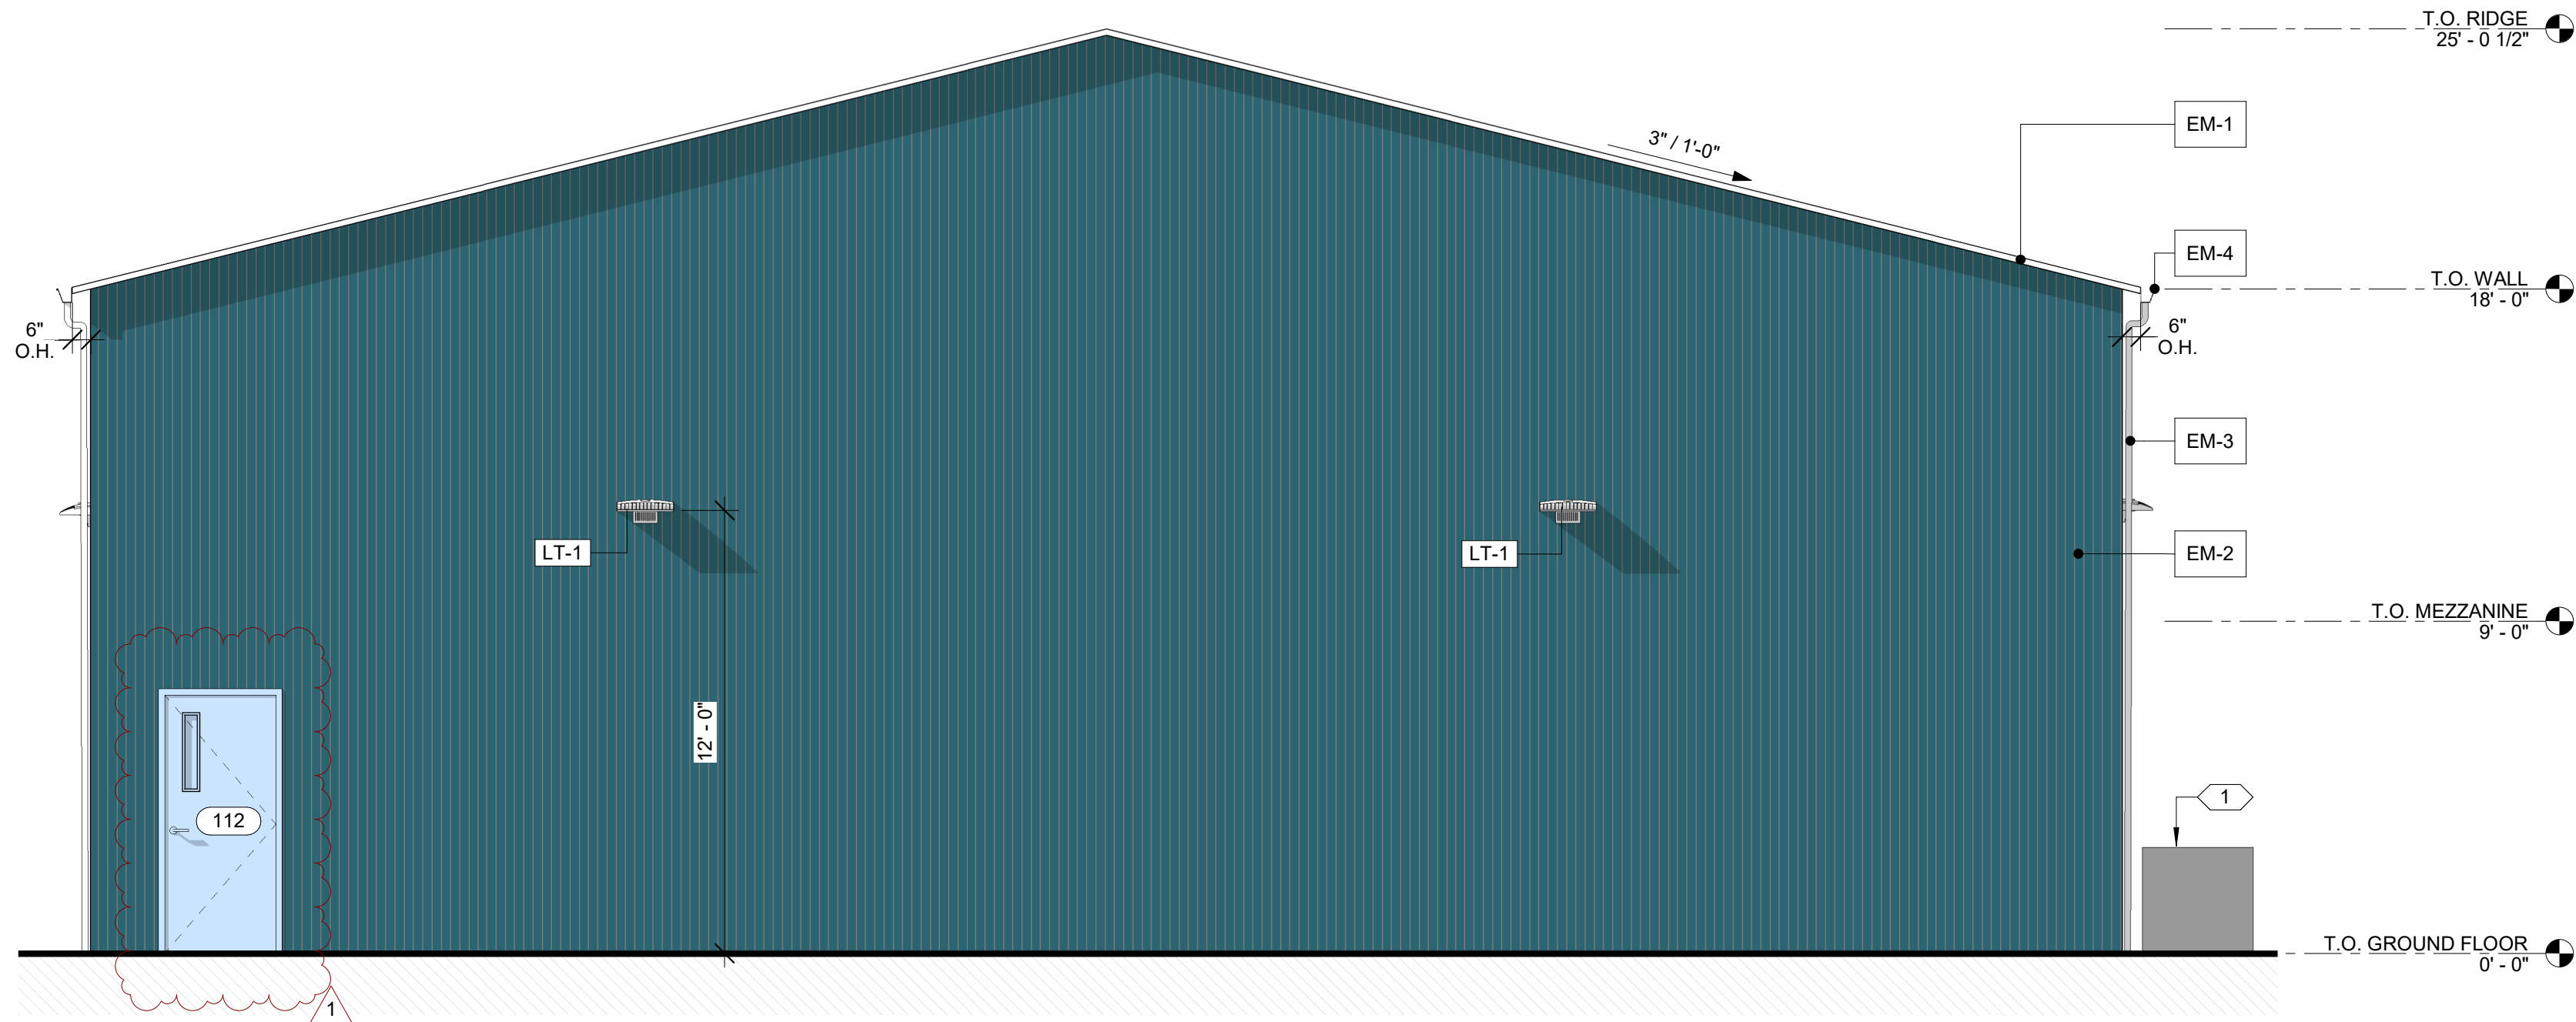 T.O. RIDGE
25' - 0 1/2"
EM-1
3" / 1'-0"
EM-4
T.O. WALL
18' - 0"
6"
O.H.
6"
O.H.
EM-3
LT-1
LT-1
EM-2
T.O. MEZZANINE
9' - 0"
12' - 0"
1
112
T.O. GROUND FLOOR
0' - 0"
1